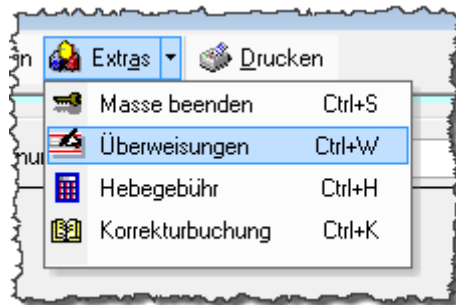 Extras Drucken
Masse beenden Ctrl+S
Überweisungen Ctrl+W
Hebegebühr Ctrl+H
Korrekturbuchung Ctrl+K